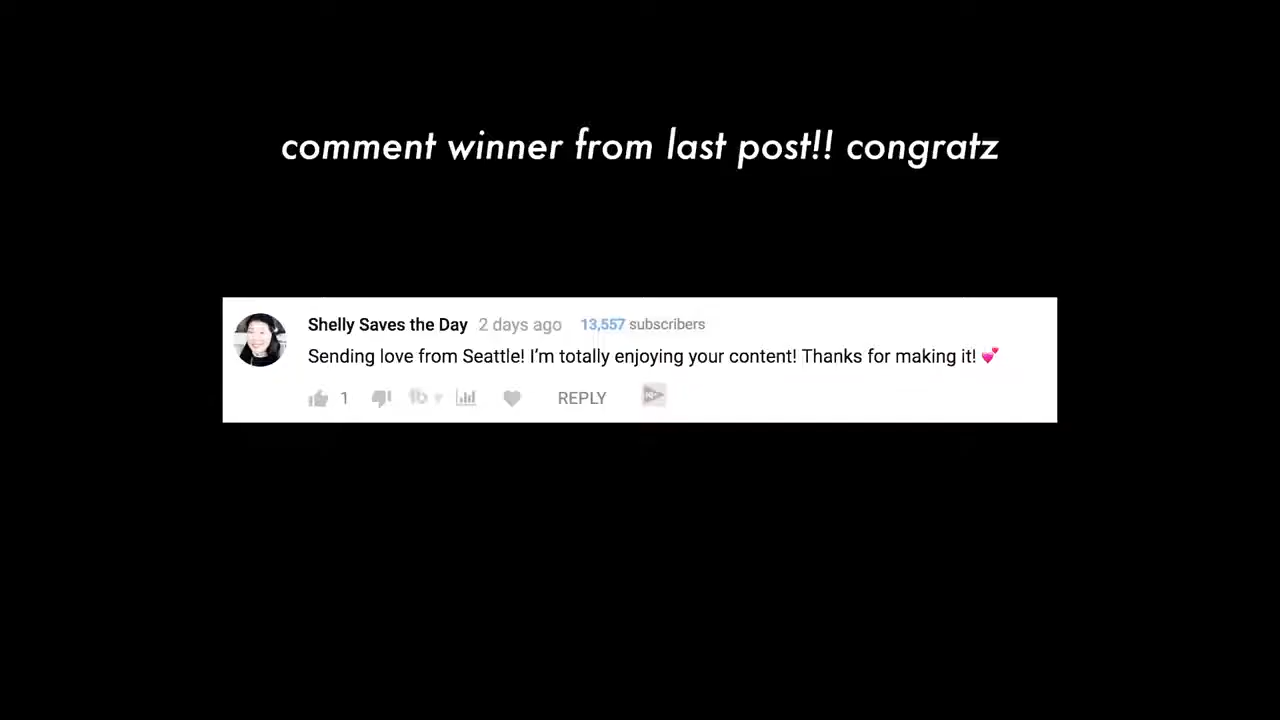 comment winner from last post!! congratz
Shelly Saves the Day 2 days ago 13,557 subscribers
Sending love from Seattle! I'm totally enjoying your content! Thanks for making it! 💕
1 REPLY